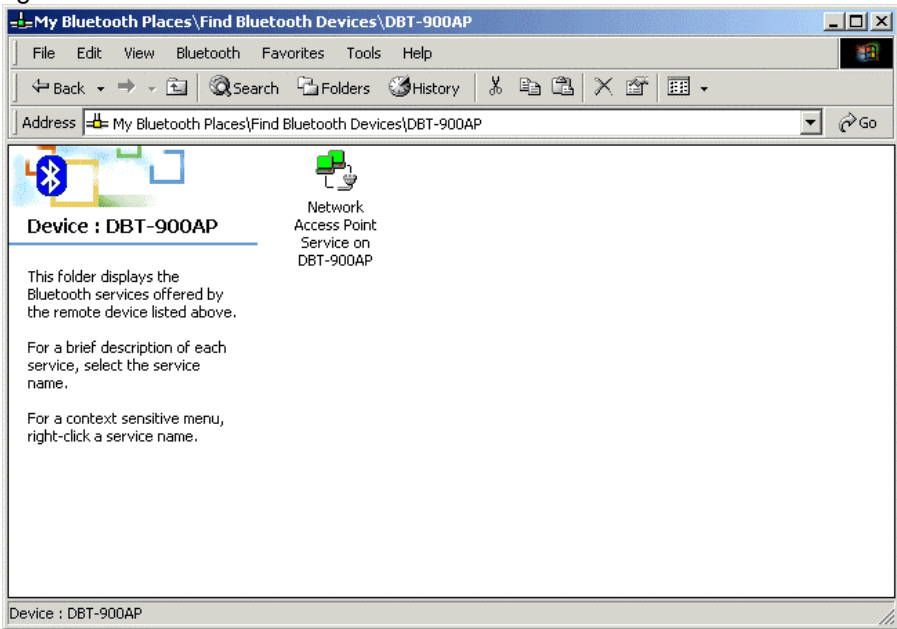 My Bluetooth Places\Find Bluetooth Devices\DBT-900AP
File Edit View Bluetooth Favorites Tools Help
Back Search Folders History
Address My Bluetooth Places\Find Bluetooth Devices\DBT-900AP Go
Device : DBT-900AP
This folder displays the
Bluetooth services offered by
the remote device listed above.
For a brief description of each
service, select the service
name.
For a context sensitive menu,
right-click a service name.
Network
Access Point
Service on
DBT-900AP
Device : DBT-900AP